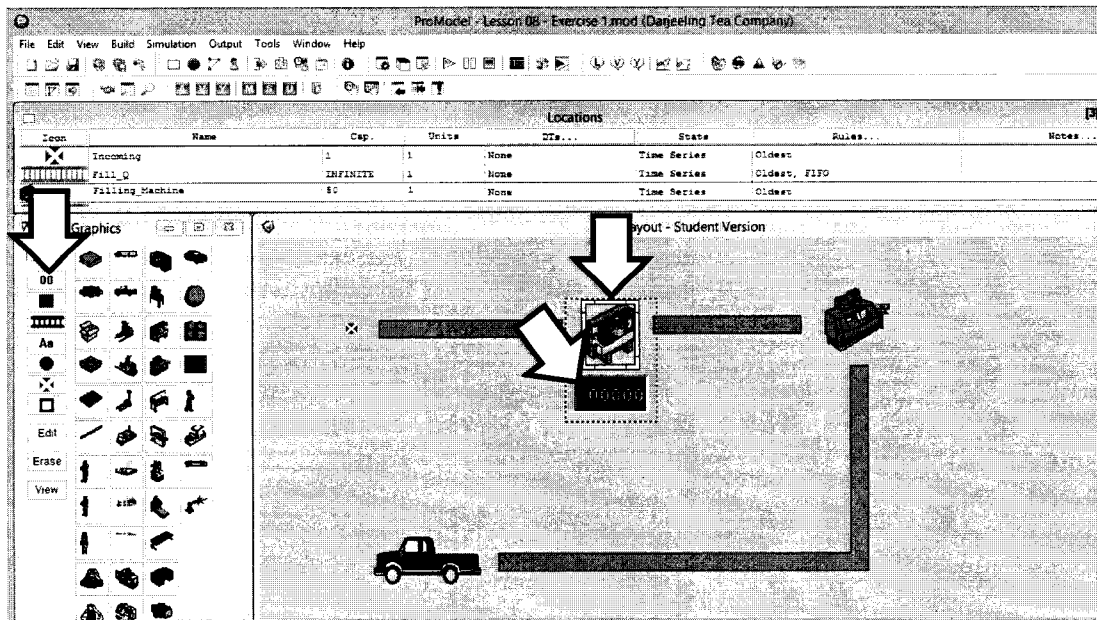 ProModel - Lesson 08 - Exercise 1.mod (Darjeeling Tea Company)
File Edit View Build Simulation Output Tools Window Help
Locations
Icon Name Cap. Units DTs... State Rules... Notes...
Incoming 1 1 None Time Series Oldest
Fill_Q INFINITE 1 None Time Series Oldest, FIFO
Filling_Machine 50 1 None Time Series Oldest
Graphics
ayout - Student Version
00
Aa
Edit
Erase
View
00000